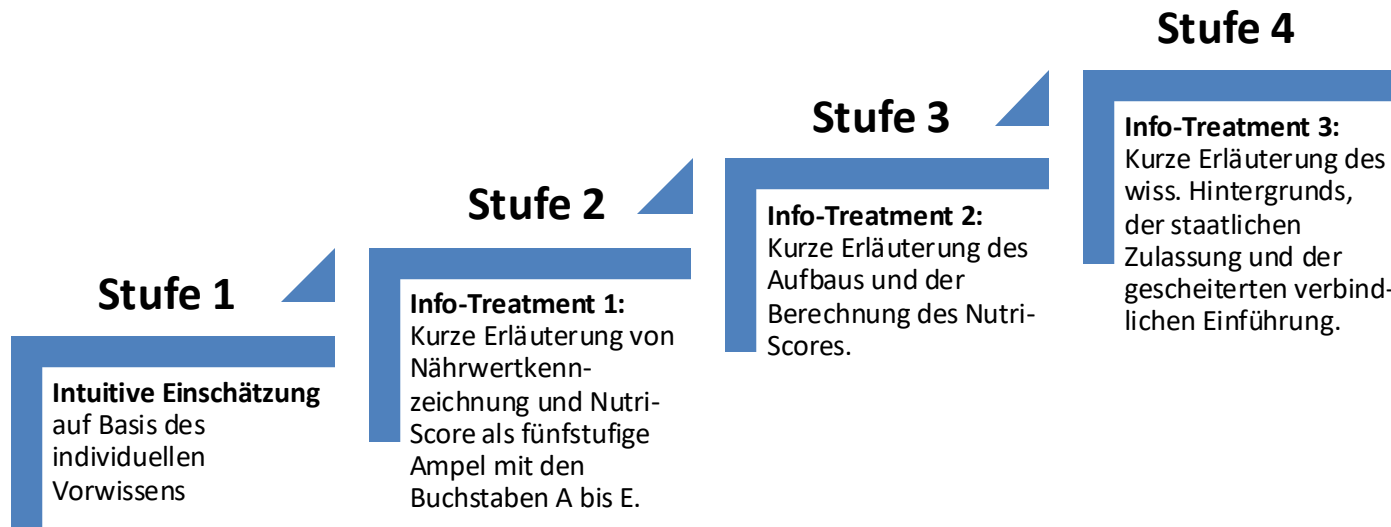 Stufe 1
Intuitive Einschätzung
auf Basis des
individuellen
Vorwissens
Stufe 2
Info-Treatment 1:
Kurze Erläuterung von
Nährwertkenn-
zeichnung und Nutri-
Score als fünfstufige
Ampel mit den
Buchstaben A bis E.
Stufe 3
Info-Treatment 2:
Kurze Erläuterung des
Aufbaus und der
Berechnung des Nutri-
Scores.
Stufe 4
Info-Treatment 3:
Kurze Erläuterung des
wiss. Hintergrunds,
der staatlichen
Zulassung und der
gescheiterten verbind-
lichen Einführung.